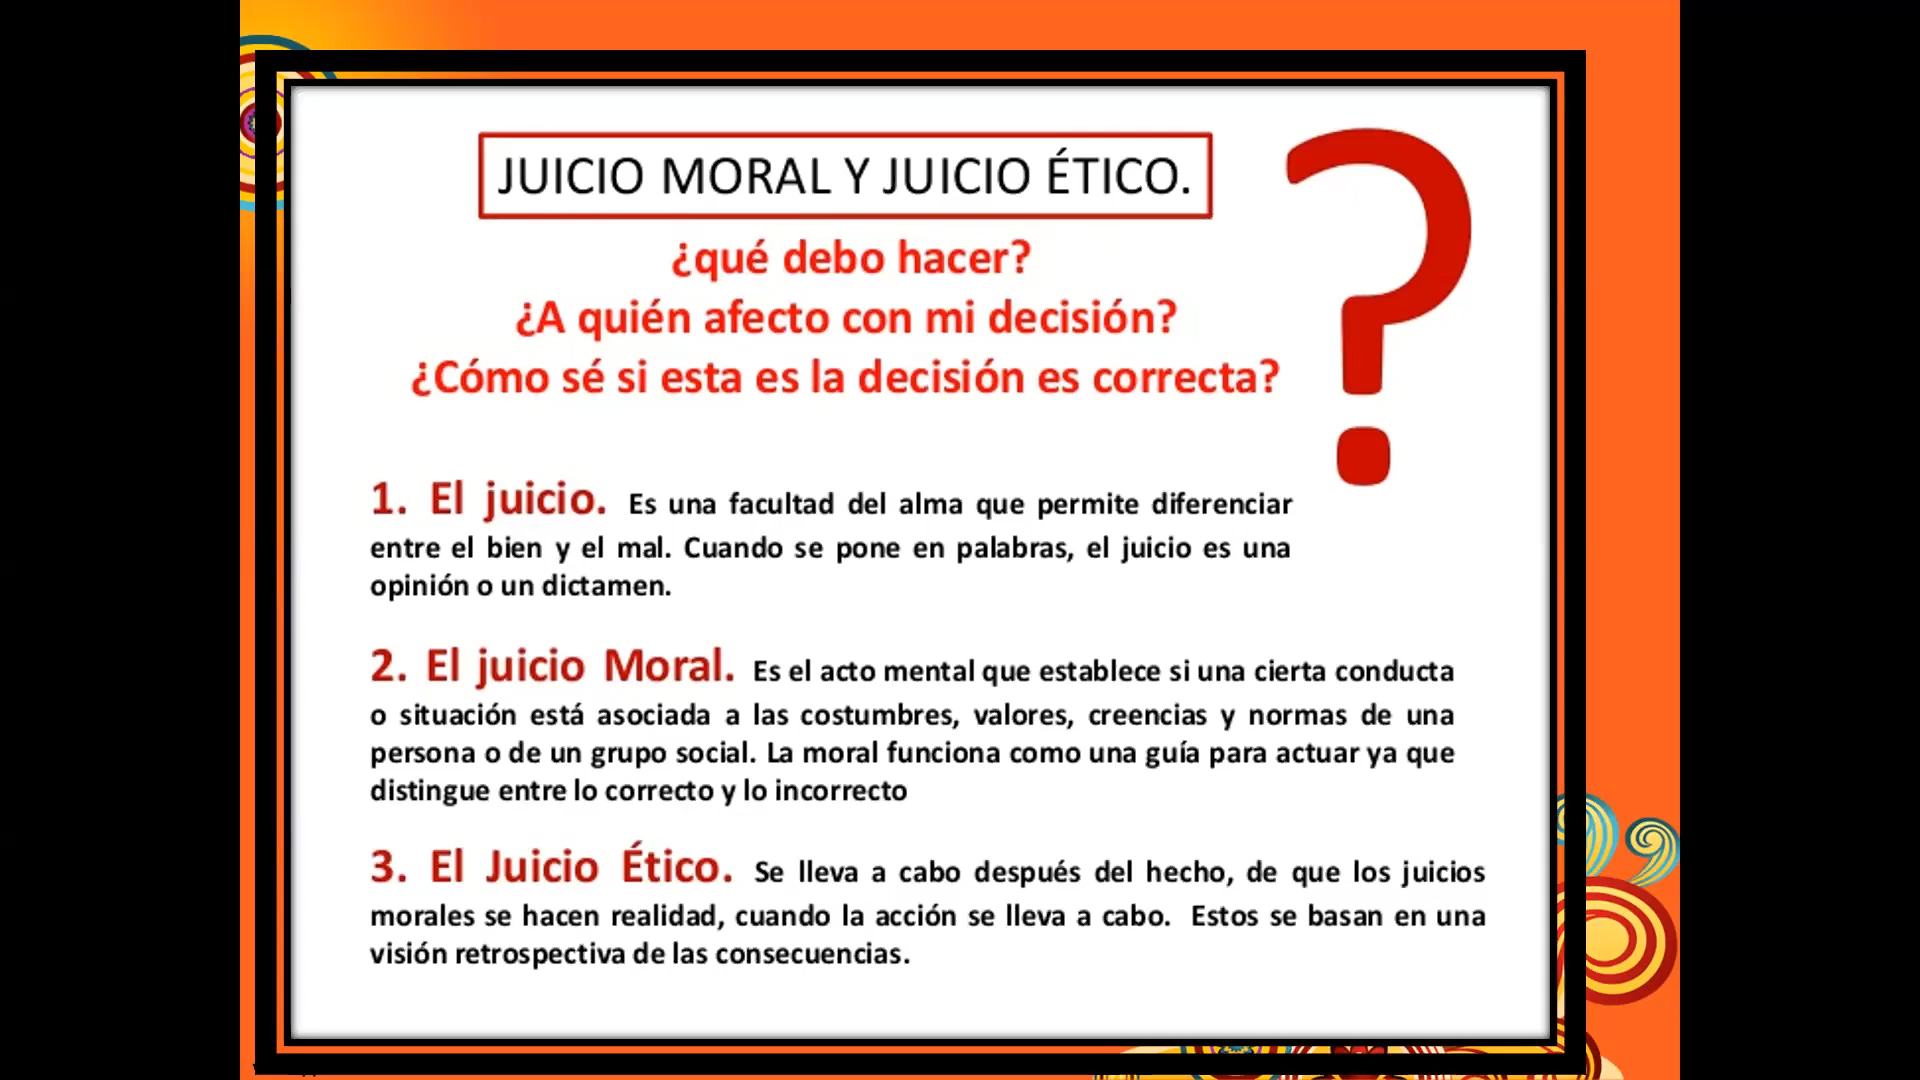 JUICIO MORAL Y JUICIO ÉTICO.
¿qué debo hacer?
¿A quién afecto con mi decisión?
¿Cómo sé si esta es la decisión es correcta?
1. El juicio. Es una facultad del alma que permite diferenciar
entre el bien y el mal. Cuando se pone en palabras, el juicio es una
opinión o un dictamen.
2. El juicio Moral. Es el acto mental que establece si una cierta conducta
o situación está asociada a las costumbres, valores, creencias y normas de una
persona o de un grupo social. La moral funciona como una guía para actuar ya que
distingue entre lo correcto y lo incorrecto
3. El Juicio Ético. Se lleva a cabo después del hecho, de que los juicios
morales se hacen realidad, cuando la acción se lleva a cabo. Estos se basan en una
visión retrospectiva de las consecuencias.
?